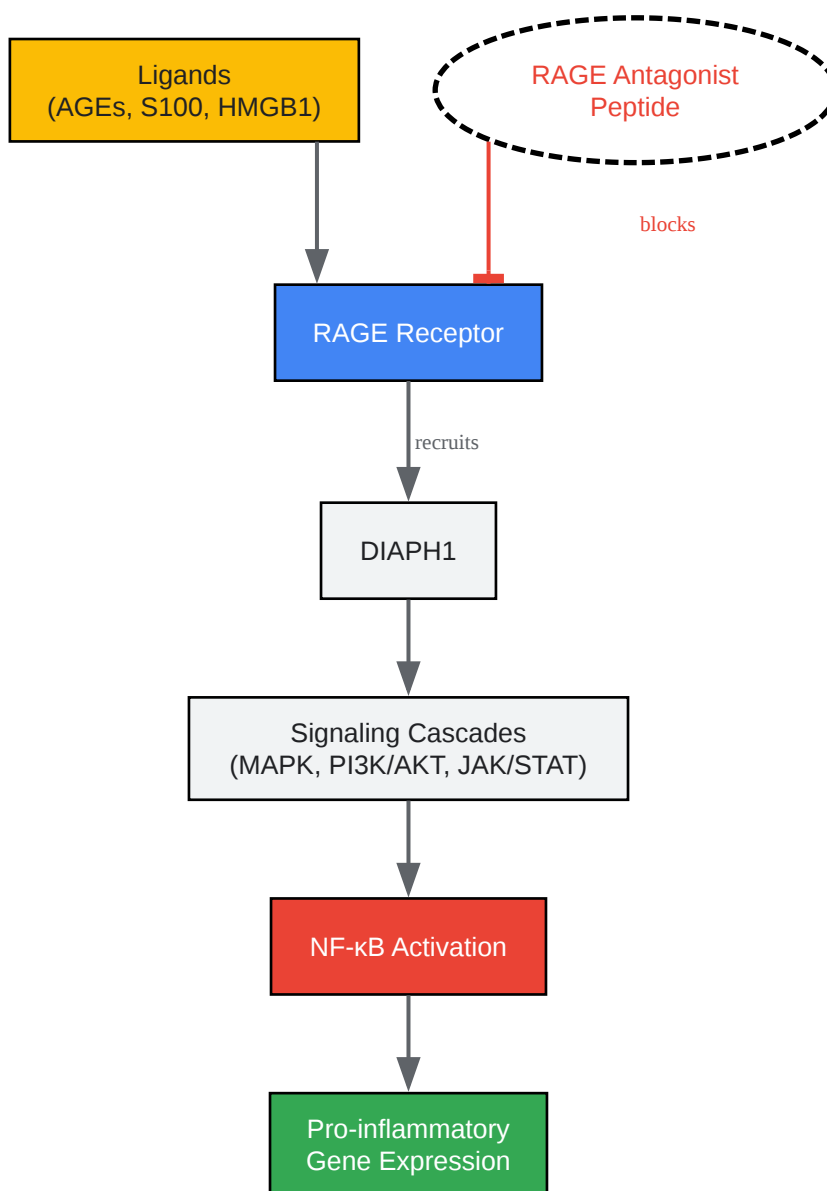 Ligands
(AGEs, S100, HMGB1)
RAGE Antagonist
Peptide
blocks
RAGE Receptor
recruits
DIAPH1
Signaling Cascades
(MAPK, PI3K/AKT, JAK/STAT)
NF-κB Activation
Pro-inflammatory
Gene Expression